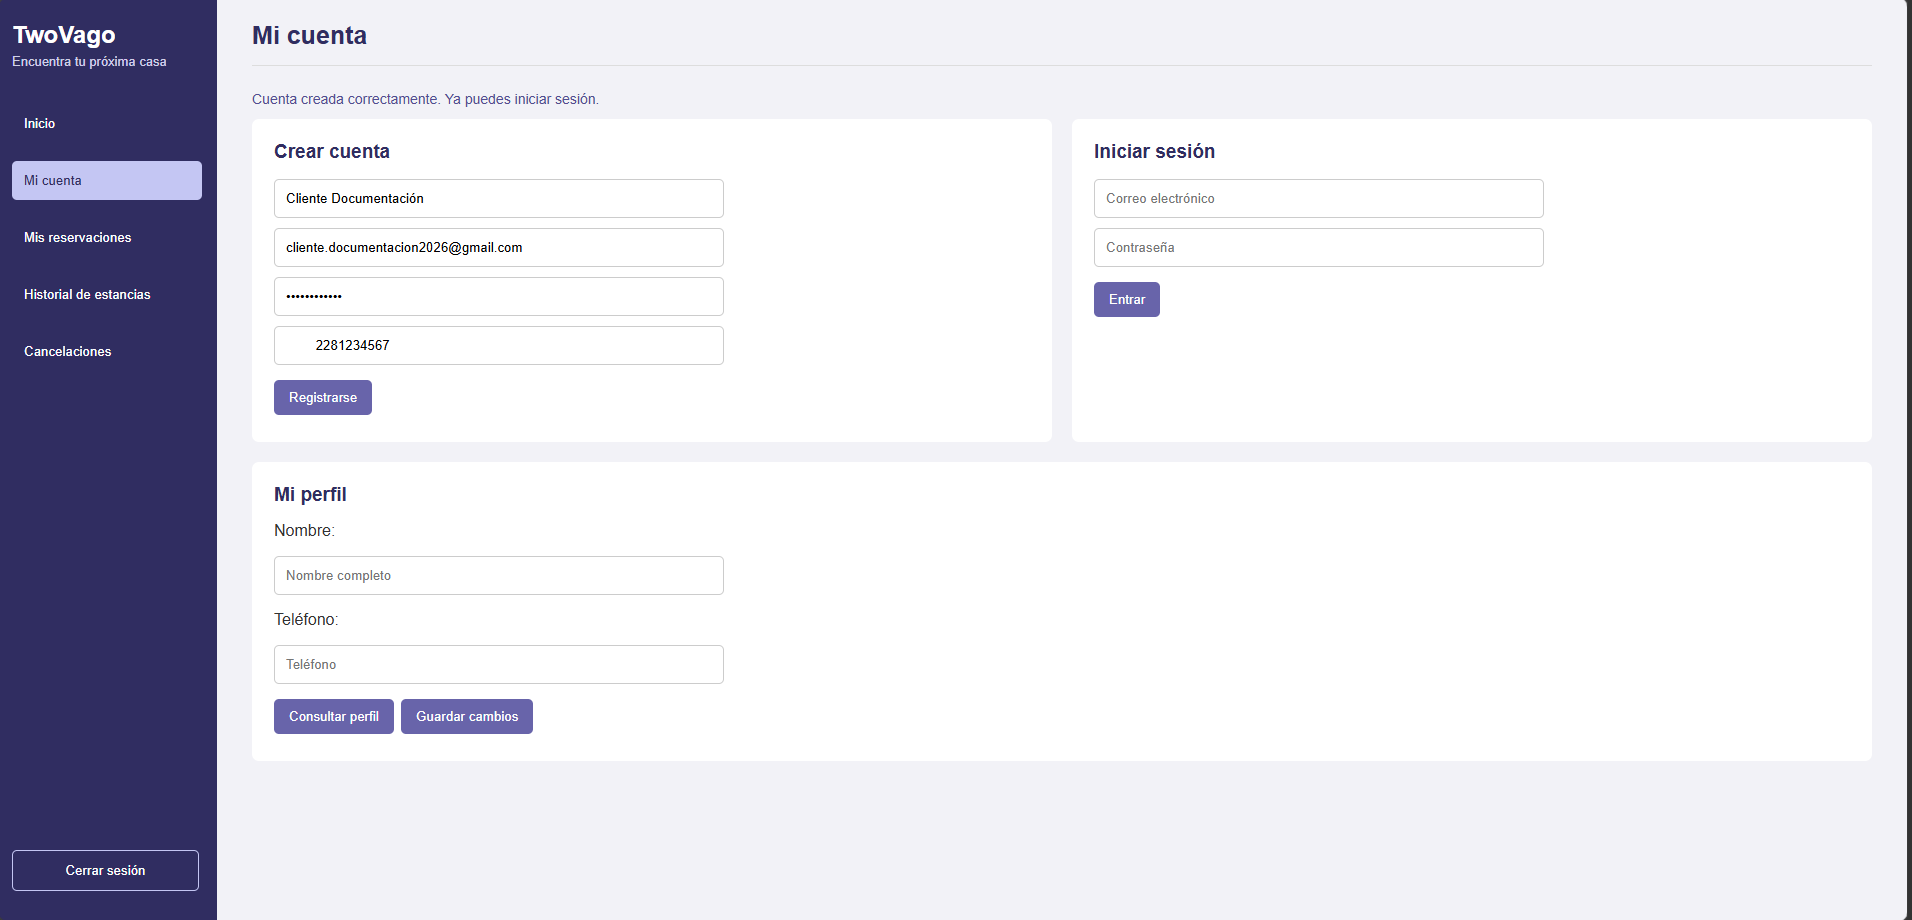 TwoVago
Encuentra tu próxima casa
Inicio
Mi cuenta
Mis reservaciones
Historial de estancias
Cancelaciones
Cerrar sesión
Mi cuenta
Cuenta creada correctamente. Ya puedes iniciar sesión.
Crear cuenta
Cliente Documentación
cliente.documentacion2026@gmail.com
••••••••••••
2281234567
Registrarse
Iniciar sesión
Correo electrónico
Contraseña
Entrar
Mi perfil
Nombre:
Nombre completo
Teléfono:
Teléfono
Consultar perfil
Guardar cambios